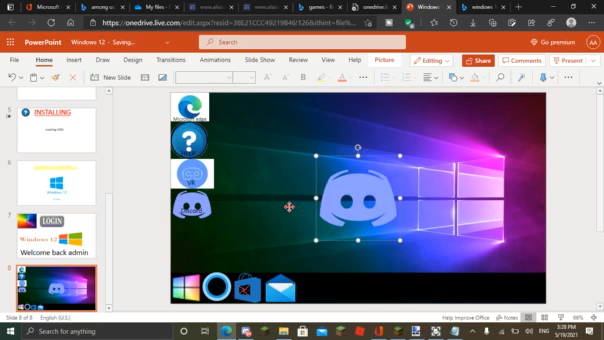 Microsoft
among us
My files -
games -
onedrive.l
Windows
windows 1
https://onedrive.live.com/edit.aspx?resid=38E21CCC49219B46!126&ithint=file%...
PowerPoint Windows 12 - Saving...
Search
Go premium
AA
File Home Insert Draw Design Transitions Animations Slide Show Review View Help Picture
Editing
Share
Comments
Present
New Slide
5
INSTALLING
6
7
LOGIN
Windows 12
Welcome back admin
8
Microsoft edge
VR
Discord
Slide 8 of 8 English (U.S.)
Help Improve Office Notes 66%
Search for anything
ENG
3:28 PM
5/19/2021